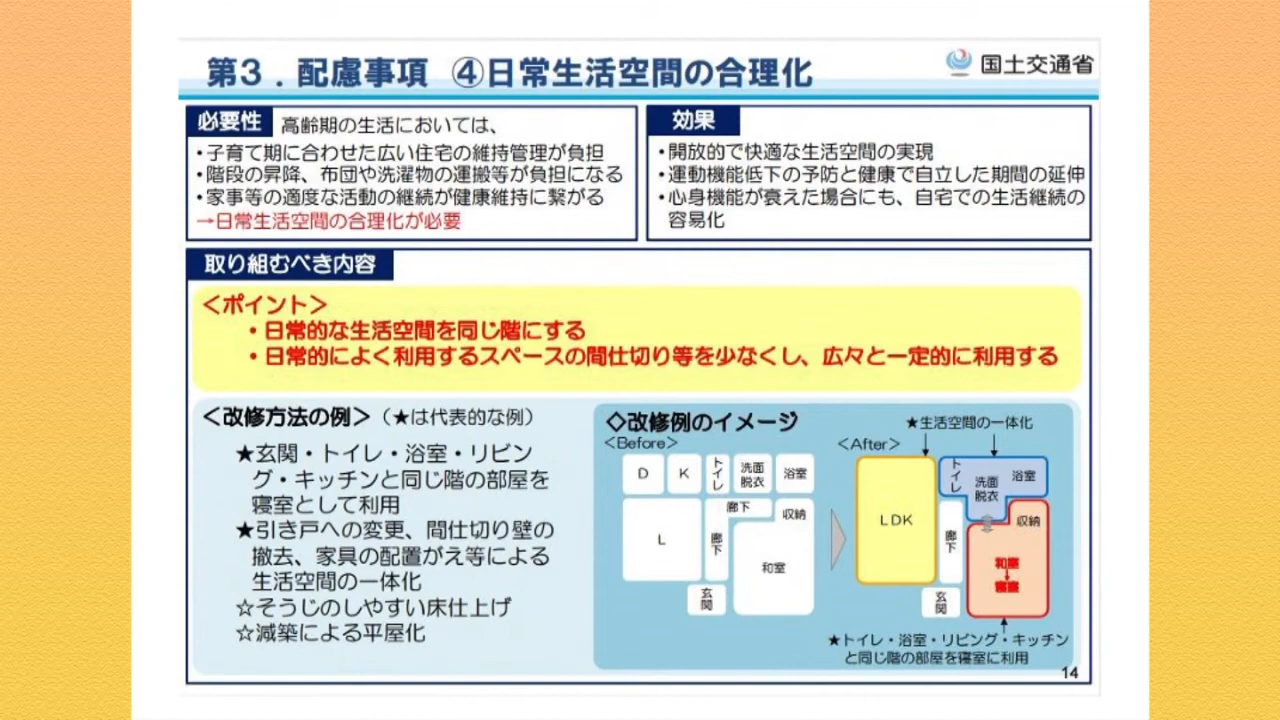 第3．配慮事項　④日常生活空間の合理化
国土交通省
必要性 高齢期の生活においては、
・子育て期に合わせた広い住宅の維持管理が負担
・階段の昇降、布団や洗濯物の運搬等が負担になる
・家事等の適度な活動の継続が健康維持に繋がる
→日常生活空間の合理化が必要
効果
・開放的で快適な生活空間の実現
・運動機能低下の予防と健康で自立した期間の延伸
・心身機能が衰えた場合にも、自宅での生活継続の
容易化
取り組むべき内容
＜ポイント＞
・日常的な生活空間を同じ階にする
・日常的によく利用するスペースの間仕切り等を少なくし、広々と一定的に利用する
＜改修方法の例＞（★は代表的な例）
★玄関・トイレ・浴室・リビン
グ・キッチンと同じ階の部屋を
寝室として利用
★引き戸への変更、間仕切り壁の
撤去、家具の配置がえ等による
生活空間の一体化
☆そうじのしやすい床仕上げ
☆減築による平屋化
◇改修例のイメージ
＜Before＞
D
K
トイレ
洗面
脱衣
浴室
廊下
収納
L
廊下
和室
玄関
★生活空間の一体化
＜After＞
トイレ
洗面
脱衣
浴室
LDK
収納
廊下
和室
↓
寝室
玄関
★トイレ・浴室・リビング・キッチン
と同じ階の部屋を寝室に利用
14